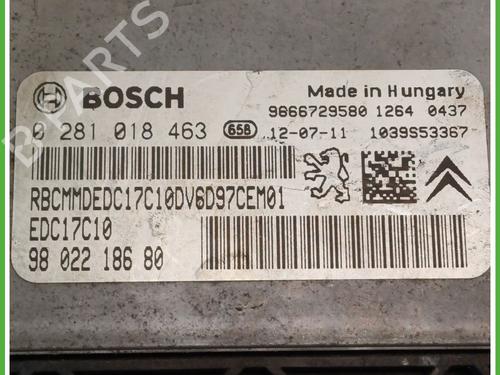 B-PARTS
BOSCH
Made in Hungary
9666729580 1264 0437
0 281 018 463 658 12-07-11 1039S53367
RBCMMDEDC17C10DV6D97CEM01
EDC17C10
98 022 186 80